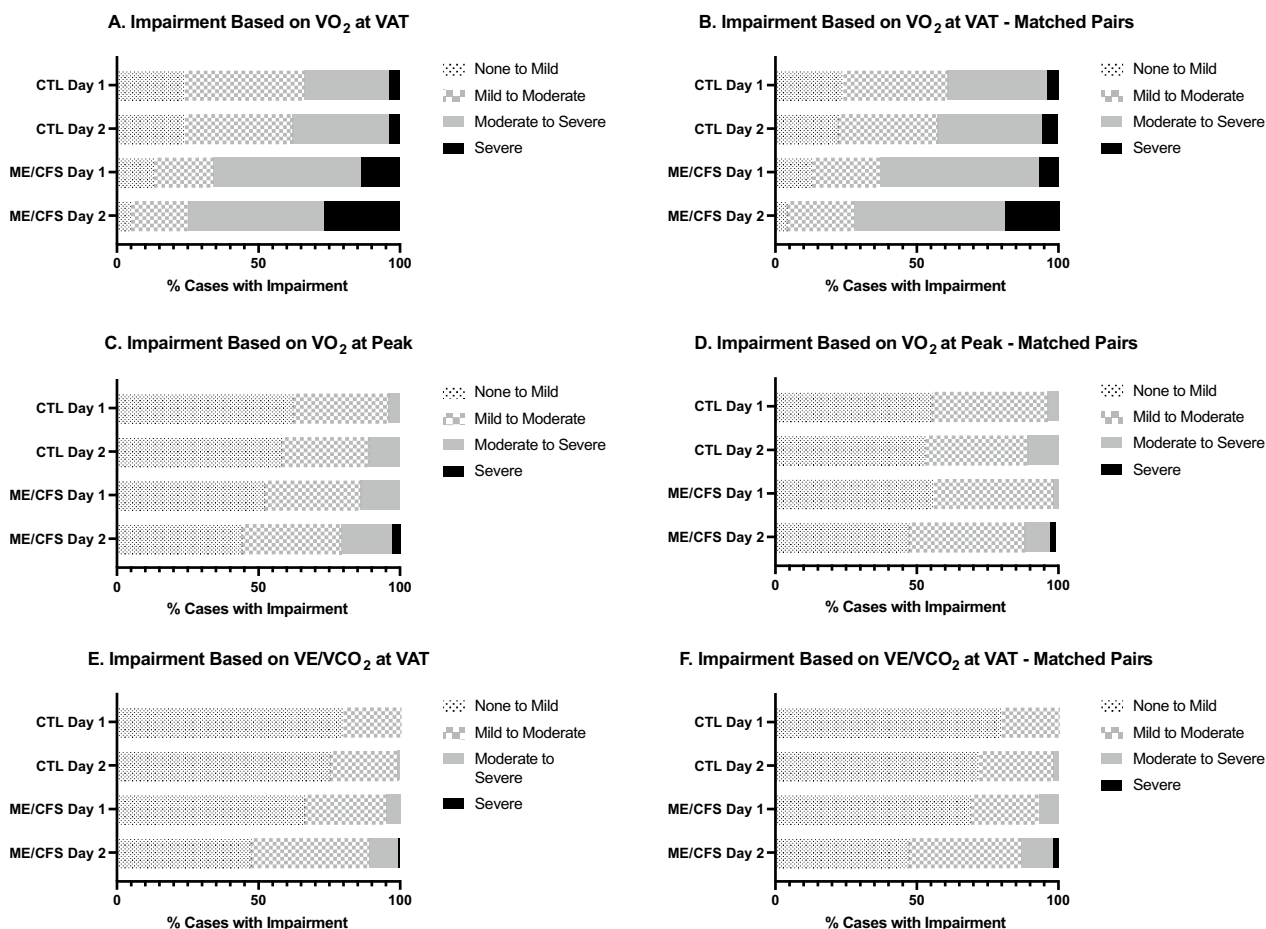 A. Impairment Based on VO2 at VAT
CTL Day 1
CTL Day 2
ME/CFS Day 1
ME/CFS Day 2
0
50
100
% Cases with Impairment
None to Mild
Mild to Moderate
Moderate to Severe
Severe
B. Impairment Based on VO2 at VAT - Matched Pairs
CTL Day 1
CTL Day 2
ME/CFS Day 1
ME/CFS Day 2
0
50
100
% Cases with Impairment
None to Mild
Mild to Moderate
Moderate to Severe
Severe
C. Impairment Based on VO2 at Peak
CTL Day 1
CTL Day 2
ME/CFS Day 1
ME/CFS Day 2
0
50
100
% Cases with Impairment
None to Mild
Mild to Moderate
Moderate to Severe
Severe
D. Impairment Based on VO2 at Peak - Matched Pairs
CTL Day 1
CTL Day 2
ME/CFS Day 1
ME/CFS Day 2
0
50
100
% Cases with Impairment
None to Mild
Mild to Moderate
Moderate to Severe
Severe
E. Impairment Based on VE/VCO2 at VAT
CTL Day 1
CTL Day 2
ME/CFS Day 1
ME/CFS Day 2
0
50
100
% Cases with Impairment
None to Mild
Mild to Moderate
Moderate to
Severe
Severe
F. Impairment Based on VE/VCO2 at VAT - Matched Pairs
CTL Day 1
CTL Day 2
ME/CFS Day 1
ME/CFS Day 2
0
50
100
% Cases with Impairment
None to Mild
Mild to Moderate
Moderate to Severe
Severe